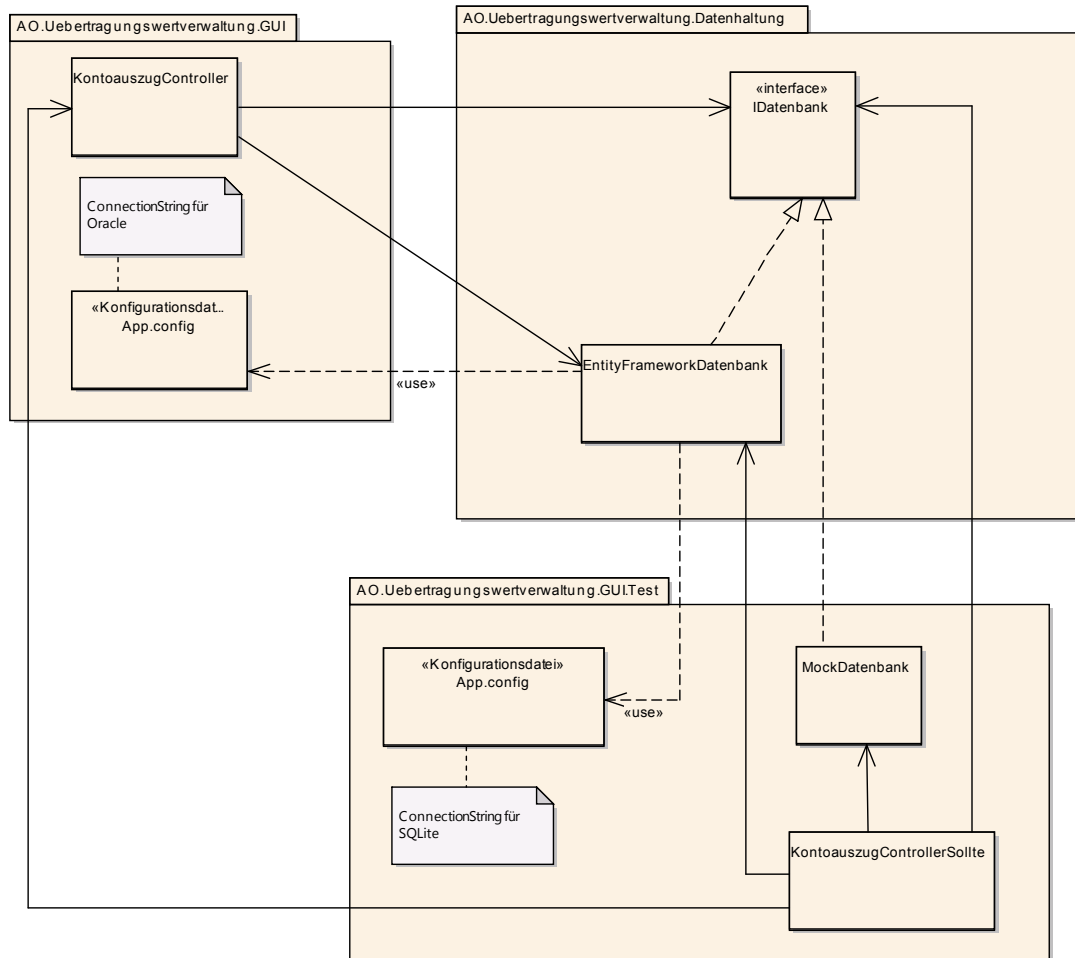 AO.Uebertragungswertverwaltung.GUI
KontoauszugController
ConnectionString für
Oracle
«Konfigurationsdat...
App.config
AO.Uebertragungswertverwaltung.Datenhaltung
«interface»
IDatenbank
EntityFrameworkDatenbank
«use»
AO.Uebertragungswertverwaltung.GUI.Test
«Konfigurationsdatei»
App.config
«use»
ConnectionString für
SQLite
MockDatenbank
KontoauszugControllerSollte